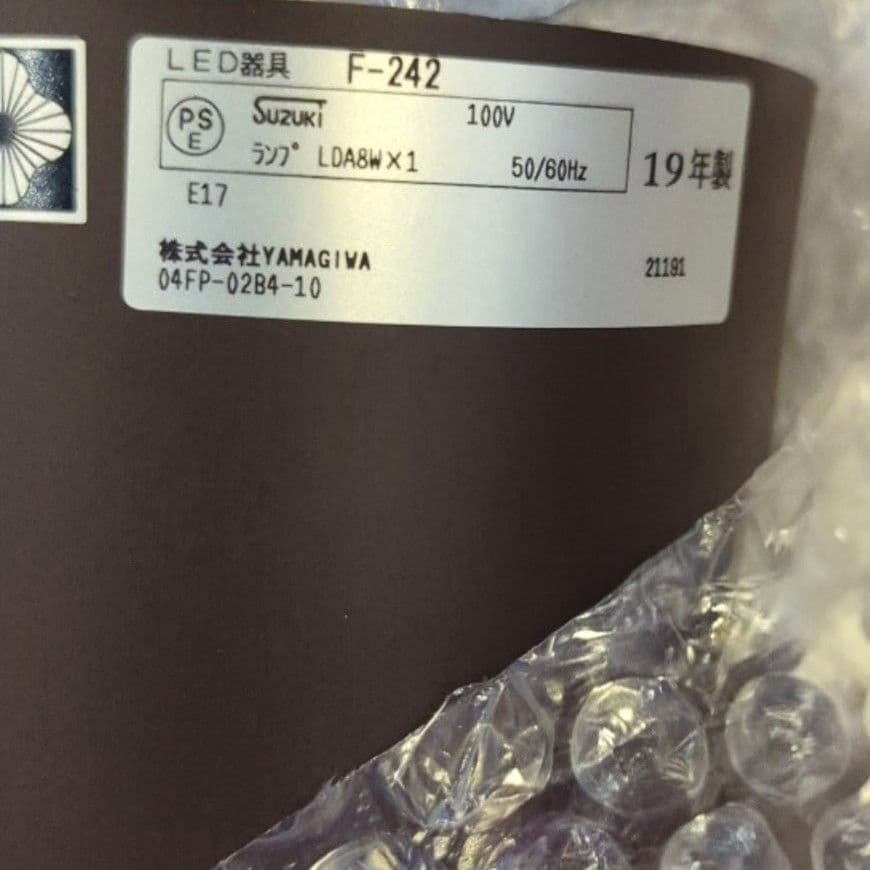 LED器具 F-242
PS
E
SUZUKI 100V
ランプ LDA8W×1 50/60Hz
19年製
E17
株式会社YAMAGIWA
04FP-02B4-10 21191